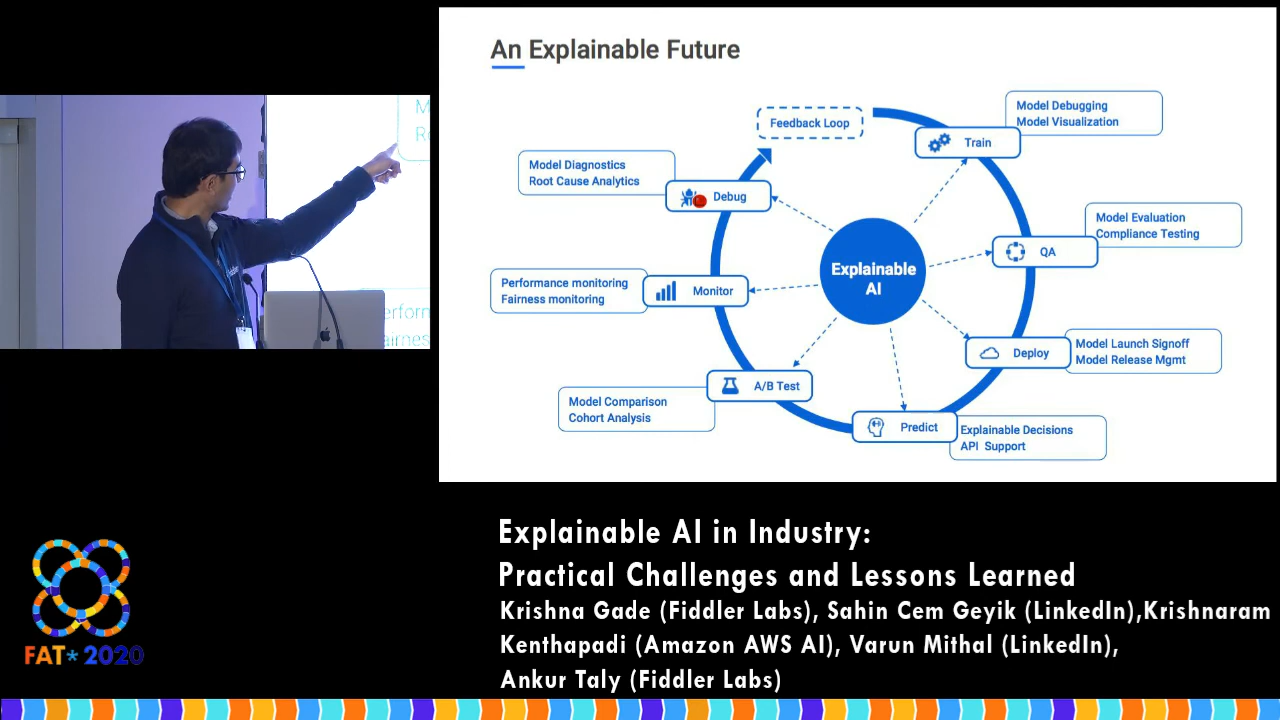 An Explainable Future
Feedback Loop
Train
Model Debugging
Model Visualization
QA
Model Evaluation
Compliance Testing
Deploy
Model Launch Signoff
Model Release Mgmt
Predict
Explainable Decisions
API Support
A/B Test
Model Comparison
Cohort Analysis
Monitor
Performance monitoring
Fairness monitoring
Debug
Model Diagnostics
Root Cause Analytics
Explainable
AI
Explainable AI in Industry:
Practical Challenges and Lessons Learned
Krishna Gade (Fiddler Labs), Sahin Cem Geyik (LinkedIn),Krishnaram
Kenthapadi (Amazon AWS AI), Varun Mithal (LinkedIn),
Ankur Taly (Fiddler Labs)
FAT* 2020